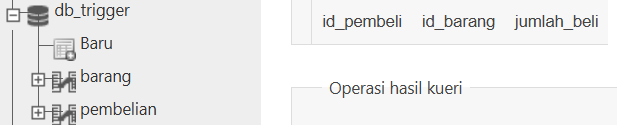 db_trigger
Baru
barang
pembelian
id_pembeli id_barang jumlah_beli
Operasi hasil kueri